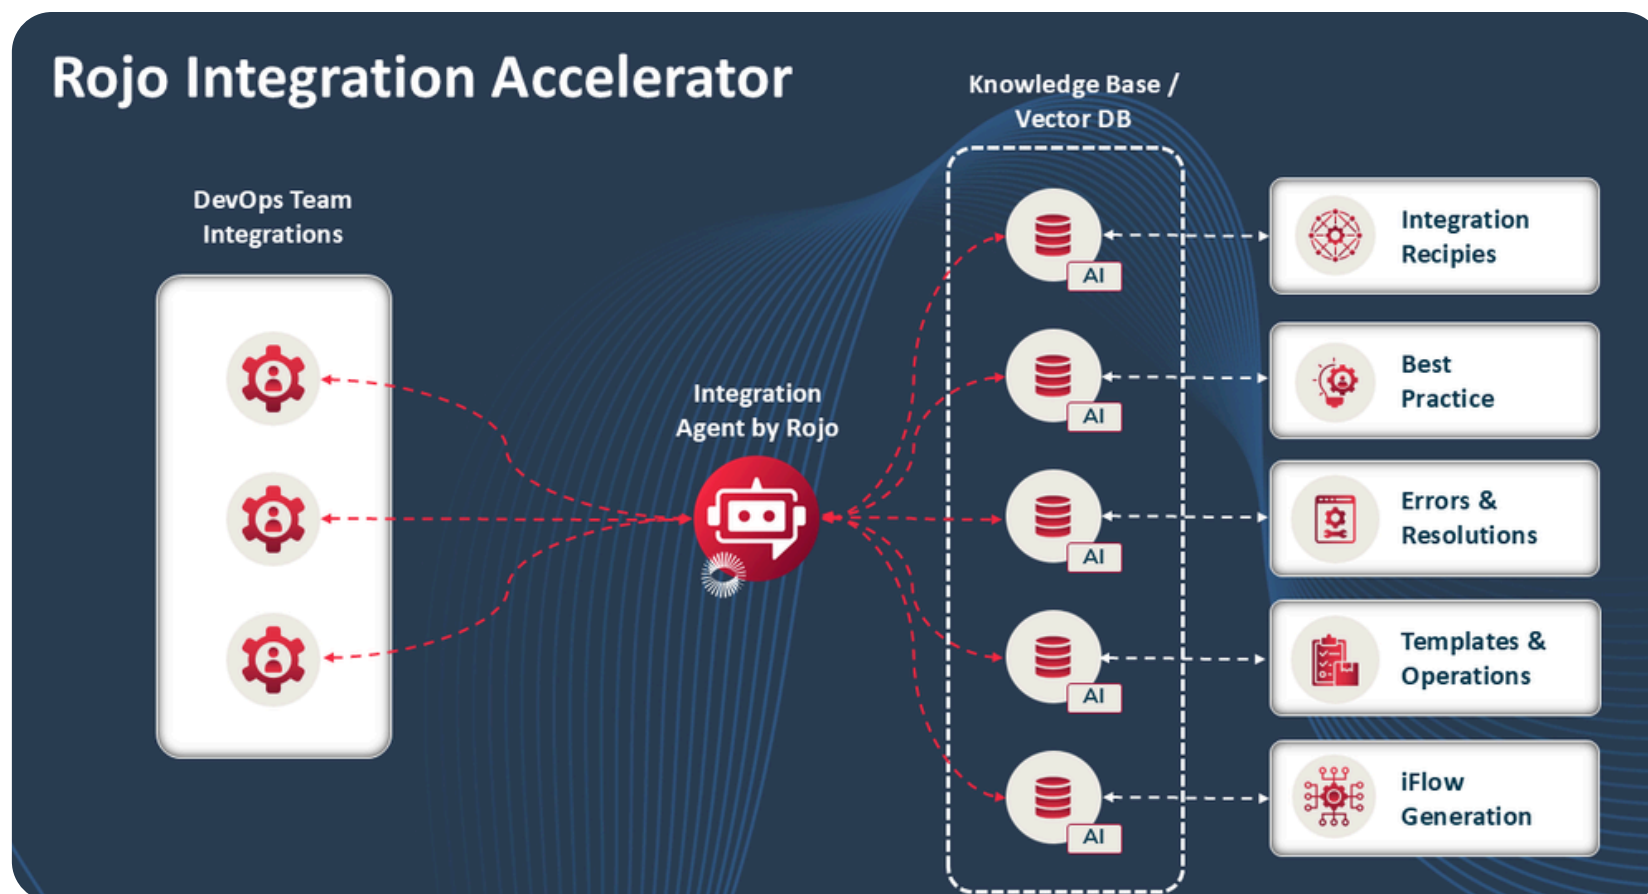 Rojo Integration Accelerator
Knowledge Base /
Vector DB
DevOps Team
Integrations
Integration
Agent by Rojo
AI
AI
AI
AI
AI
Integration
Recipies
Best
Practice
Errors &
Resolutions
Templates &
Operations
iFlow
Generation